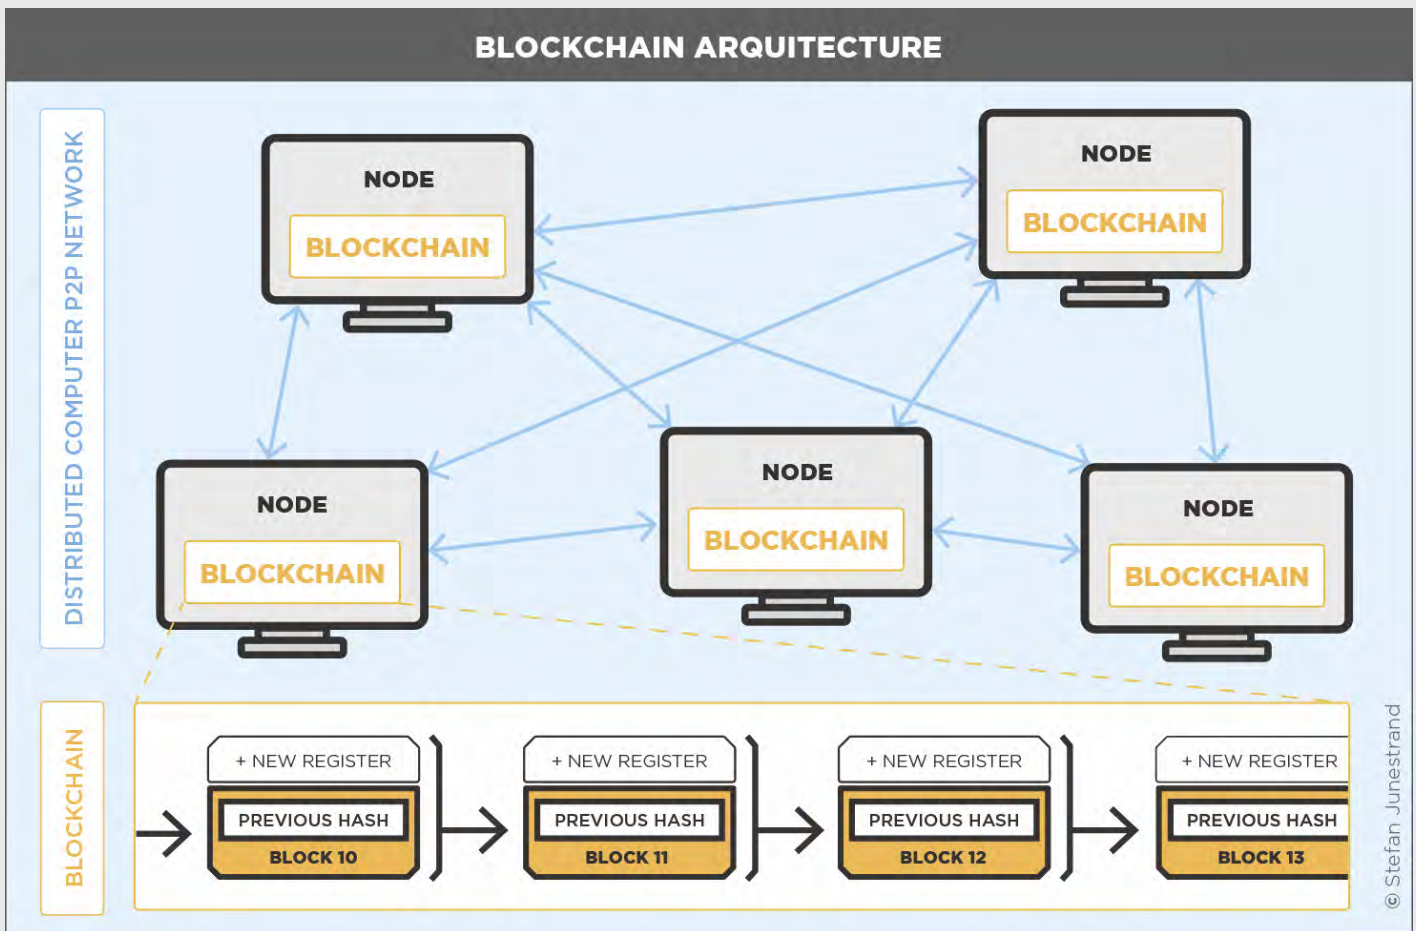 BLOCKCHAIN ARQUITECTURE
DISTRIBUTED COMPUTER P2P NETWORK
NODE
BLOCKCHAIN
NODE
BLOCKCHAIN
NODE
BLOCKCHAIN
NODE
BLOCKCHAIN
NODE
BLOCKCHAIN
BLOCKCHAIN
+ NEW REGISTER
PREVIOUS HASH
BLOCK 10
+ NEW REGISTER
PREVIOUS HASH
BLOCK 11
+ NEW REGISTER
PREVIOUS HASH
BLOCK 12
+ NEW REGISTER
PREVIOUS HASH
BLOCK 13
© Stefan Junestrand